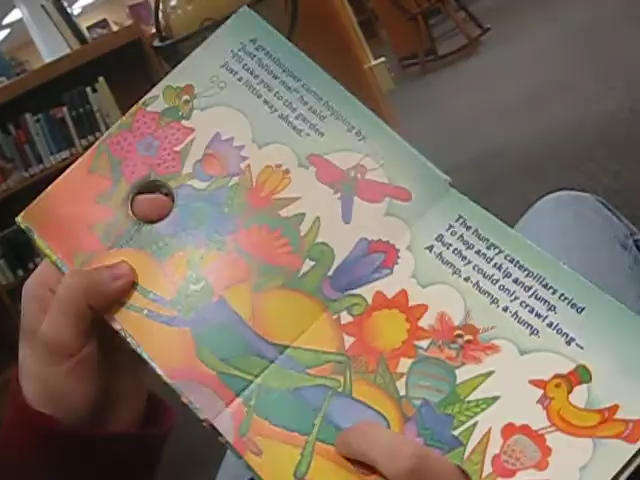 A grasshopper came hopping by.
"Just follow me!" he said.
"I'll take you to the garden
Just a little way ahead."
The hungry caterpillars tried
To hop and skip and jump.
But they could only crawl along—
A-hump, a-hump, a-hump.